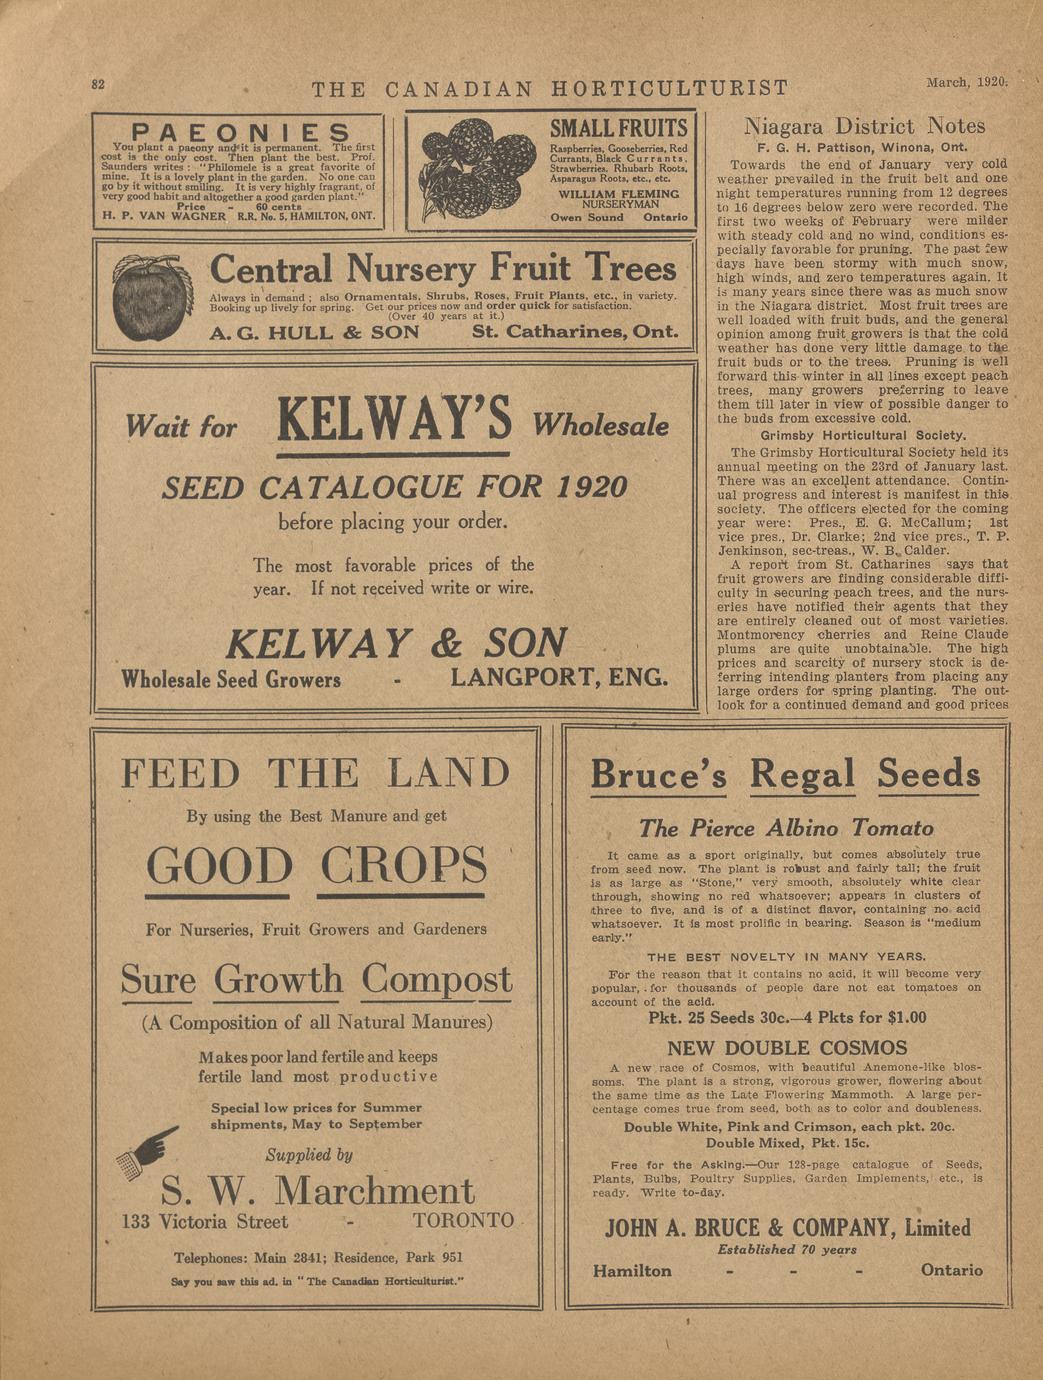 82
THE CANADIAN HORTICULTURIST
March, 1920.
PAEONIES
You plant a paeony and it is permanent. The first
cost is the only cost. Then plant the best. Prof.
Saunders writes : "Philomele is a great favorite of
mine. It is a lovely plant in the garden. No one can
go by it without smiling. It is very highly fragrant, of
very good habit and altogether a good garden plant."
Price - 60 cents
H. P. VAN WAGNER R.R. No. 5, HAMILTON, ONT.
SMALL FRUITS
Raspberries, Gooseberries, Red
Currants, Black Currants,
Strawberries, Rhubarb Roots,
Asparagus Roots, etc., etc.
WILLIAM FLEMING
NURSERYMAN
Owen Sound Ontario
Central Nursery Fruit Trees
Always in demand ; also Ornamentals, Shrubs, Roses, Fruit Plants, etc., in variety.
Booking up lively for spring. Get our prices now and order quick for satisfaction.
(Over 40 years at it.)
A. G. HULL & SON St. Catharines, Ont.
Wait for KELWAY'S Wholesale
SEED CATALOGUE FOR 1920
before placing your order.
The most favorable prices of the
year. If not received write or wire.
KELWAY & SON
Wholesale Seed Growers - LANGPORT, ENG.
Niagara District Notes
F. G. H. Pattison, Winona, Ont.
Towards the end of January very cold
weather prevailed in the fruit belt and one
night temperatures running from 12 degrees
to 16 degrees below zero were recorded. The
first two weeks of February were milder
with steady cold and no wind, conditions es-
pecially favorable for pruning. The past few
days have been stormy with much snow,
high winds, and zero temperatures again. It
is many years since there was as much snow
in the Niagara district. Most fruit trees are
well loaded with fruit buds, and the general
opinion among fruit growers is that the cold
weather has done very little damage to the
fruit buds or to the trees. Pruning is well
forward this winter in all lines except peach
trees, many growers preferring to leave
them till later in view of possible danger to
the buds from excessive cold.
Grimsby Horticultural Society.
The Grimsby Horticultural Society held its
annual meeting on the 23rd of January last.
There was an excellent attendance. Contin-
ual progress and interest is manifest in this
society. The officers elected for the coming
year were: Pres., E. G. McCallum; 1st
vice pres., Dr. Clarke; 2nd vice pres., T. P.
Jenkinson, sec-treas., W. B. Calder.
A report from St. Catharines says that
fruit growers are finding considerable diffi-
culty in securing peach trees, and the nurs-
eries have notified their agents that they
are entirely cleaned out of most varieties.
Montmorency cherries and Reine Claude
plums are quite unobtainable. The high
prices and scarcity of nursery stock is de-
ferring intending planters from placing any
large orders for spring planting. The out-
look for a continued demand and good prices
FEED THE LAND
By using the Best Manure and get
GOOD CROPS
For Nurseries, Fruit Growers and Gardeners
Sure Growth Compost
(A Composition of all Natural Manures)
Makes poor land fertile and keeps
fertile land most productive
Special low prices for Summer
shipments, May to September
Supplied by
S. W. Marchment
133 Victoria Street - TORONTO
Telephones: Main 2841; Residence, Park 951
Say you saw this ad. in "The Canadian Horticulturist."
Bruce's Regal Seeds
The Pierce Albino Tomato
It came as a sport originally, but comes absolutely true
from seed now. The plant is robust and fairly tall; the fruit
is as large as "Stone," very smooth, absolutely white clear
through, showing no red whatsoever; appears in clusters of
three to five, and is of a distinct flavor, containing no acid
whatsoever. It is most prolific in bearing. Season is "medium
early."
THE BEST NOVELTY IN MANY YEARS.
For the reason that it contains no acid, it will become very
popular, for thousands of people dare not eat tomatoes on
account of the acid.
Pkt. 25 Seeds 30c.—4 Pkts for $1.00
NEW DOUBLE COSMOS
A new race of Cosmos, with beautiful Anemone-like blos-
soms. The plant is a strong, vigorous grower, flowering about
the same time as the Late Flowering Mammoth. A large per-
centage comes true from seed, both as to color and doubleness.
Double White, Pink and Crimson, each pkt. 20c.
Double Mixed, Pkt. 15c.
Free for the Asking.—Our 128-page catalogue of Seeds,
Plants, Bulbs, Poultry Supplies, Garden Implements, etc., is
ready. Write to-day.
JOHN A. BRUCE & COMPANY, Limited
Established 70 years
Hamilton - - - Ontario